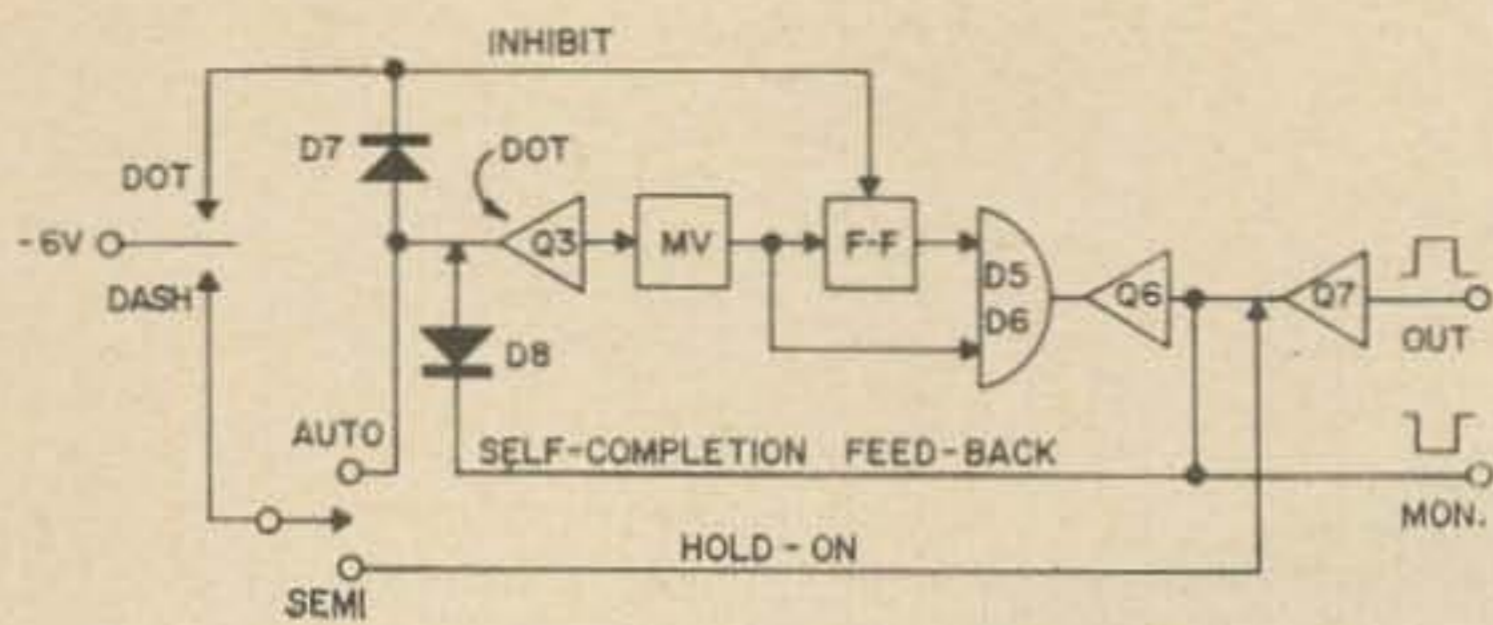 INHIBIT
D7
DOT
DOT
-6V
Q3
MV
F-F
D5
D6
Q6
Q7
DASH
OUT
D8
AUTO
SELF-COMPLETION FEED-BACK
MON.
HOLD-ON
SEMI